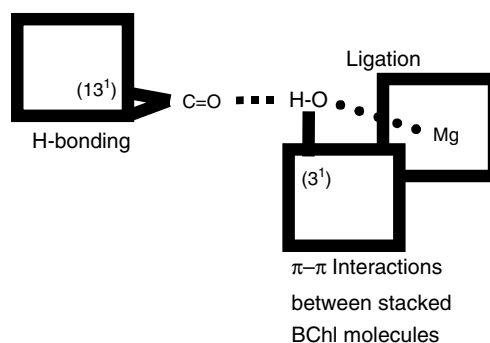 Ligation
(13¹)
C=O
H-O
Mg
H-bonding
(3¹)
π–π Interactions
between stacked
BChl molecules